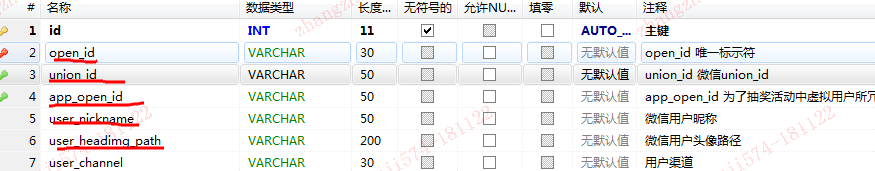 # 名称 数据类型 长度... 无符号的 允许NU... 填零 默认 注释
1 id INT 11 AUTO_... 主键
2 open_id VARCHAR 30 无默认值 open_id 唯一标示符
3 union_id VARCHAR 50 无默认值 union_id 微信union_id
4 app_open_id VARCHAR 50 无默认值 app_open_id 为了抽奖活动中虚拟用户所冗
5 user_nickname VARCHAR 50 无默认值 微信用户昵称
6 user_headimg_path VARCHAR 200 无默认值 微信用户头像路径
7 user_channel VARCHAR 30 无默认值 用户渠道